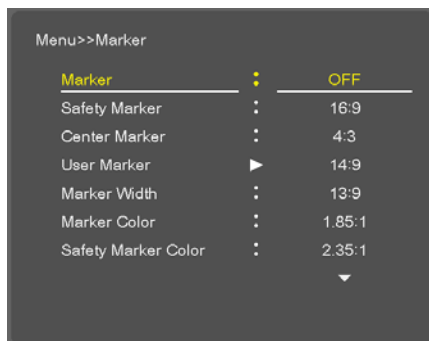 Menu>>Marker
Marker : OFF
Safety Marker : 16:9
Center Marker : 4:3
User Marker ▶ 14:9
Marker Width : 13:9
Marker Color : 1.85:1
Safety Marker Color : 2.35:1